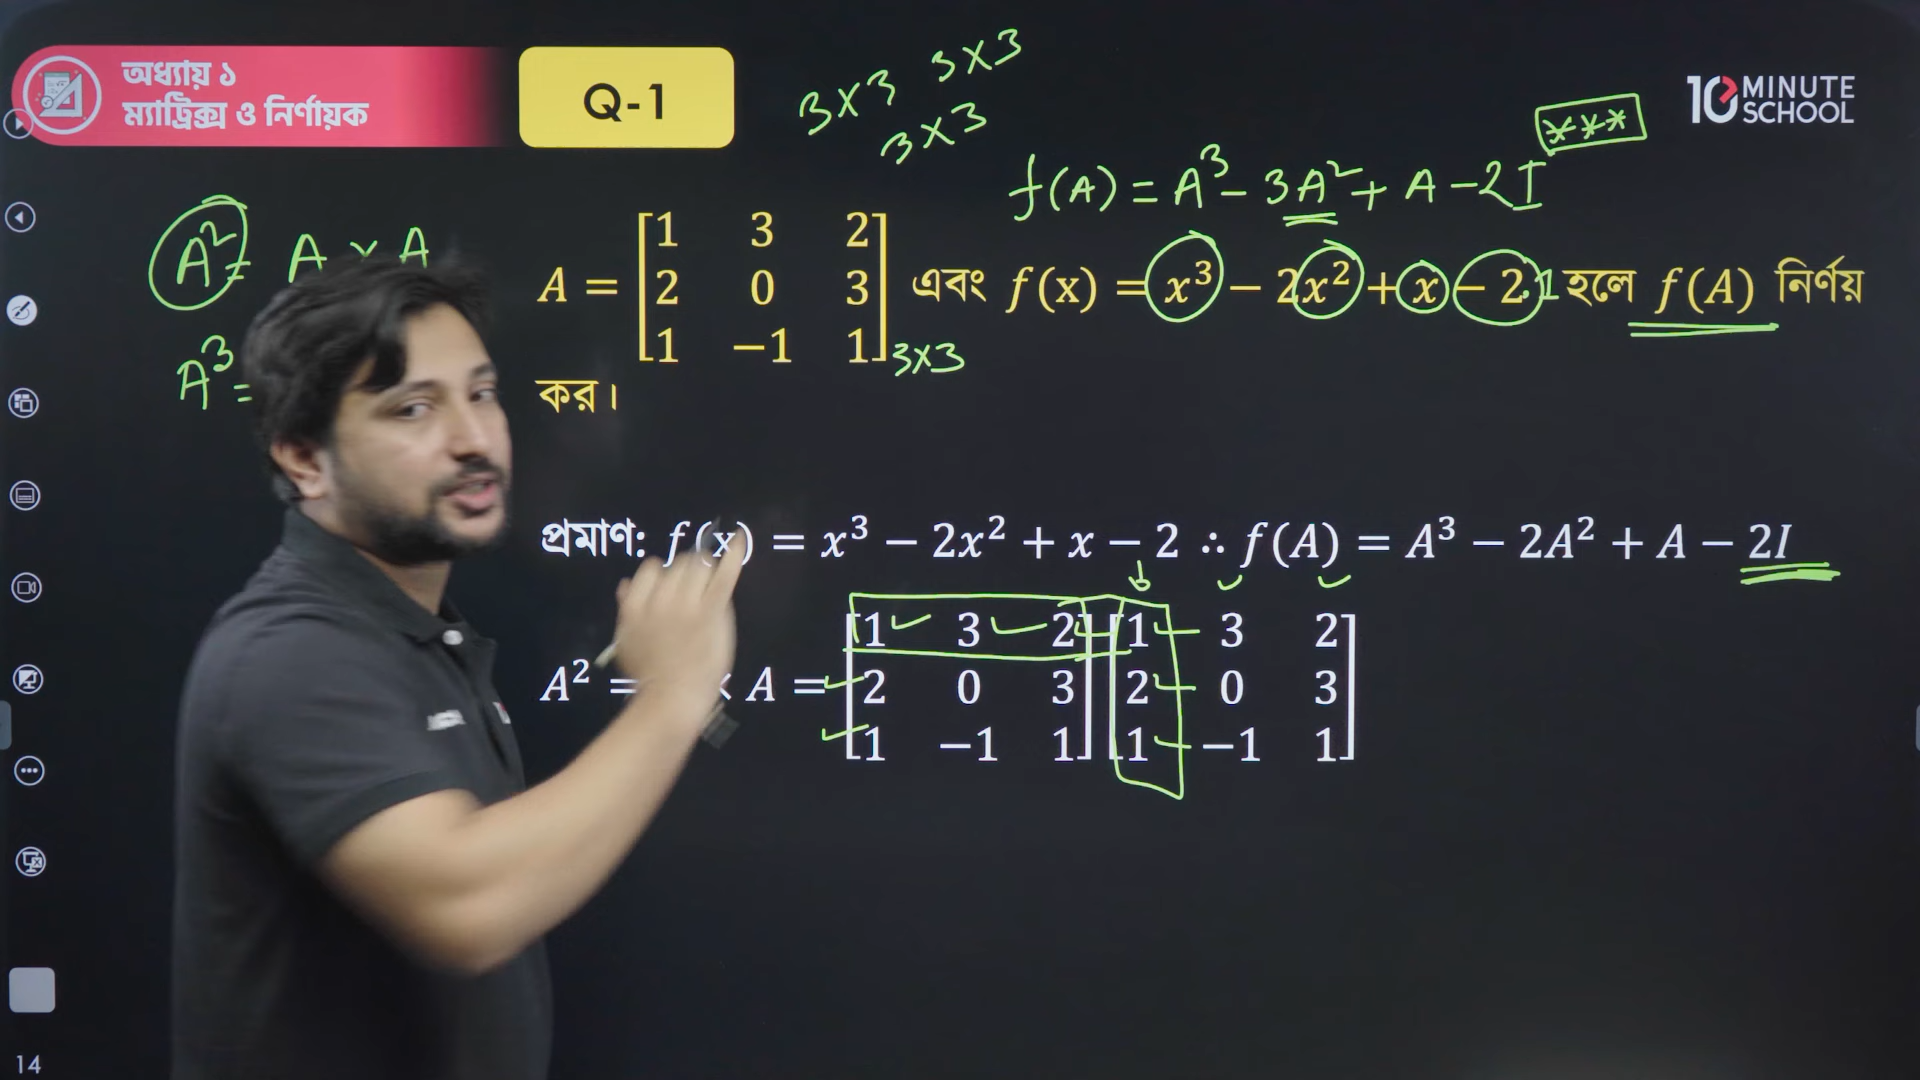 অধ্যায় ১
ম্যাট্রিক্স ও নির্ণায়ক
Q-1
3×3 3×3
3×3
10 MINUTE SCHOOL
***
f(A) = A³ - 3A² + A - 2I
A² = A × A
A³ =
A = [1 3 2
2 0 3
1 −1 1] 3×3 এবং f(x) = x³ − 2x² + x − 2.1 হলে f(A) নির্ণয়
কর।
প্রমাণ: f(x) = x³ − 2x² + x − 2 ∴ f(A) = A³ − 2A² + A − 2I
A² = × A = [1 3 2] [1 3 2]
[2 0 3] [2 0 3]
[1 −1 1] [1 −1 1]
14